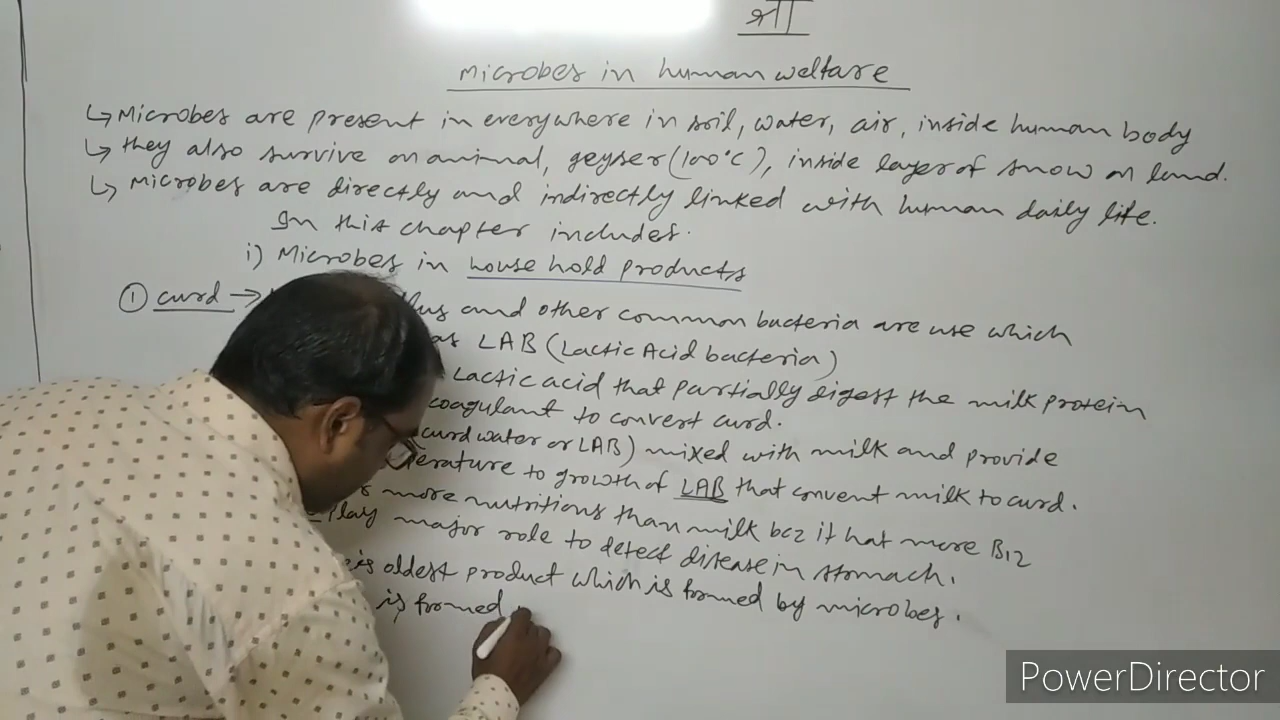 श्री
Microbes in human welfare
↳ Microbes are present in everywhere in soil, water, air, inside human body
↳ they also survive on animal, geyser (100°C), inside layer of snow on land.
↳ Microbes are directly and indirectly linked with human daily life.
In this chapter includes.
i) Microbes in house hold products
① curd → and other common bacteria are use which
as LAB (Lactic Acid bacteria)
Lactic acid that partially digest the milk protein
coagulant to convert curd.
(curd water or LAB) mixed with milk and provide
to growth of LAB that convent milk to curd.
more nutritions than milk bcz it hat more B12
Play major role to detect disease in stomach.
is oldest product which is formed by microbes.
is formed
PowerDirector